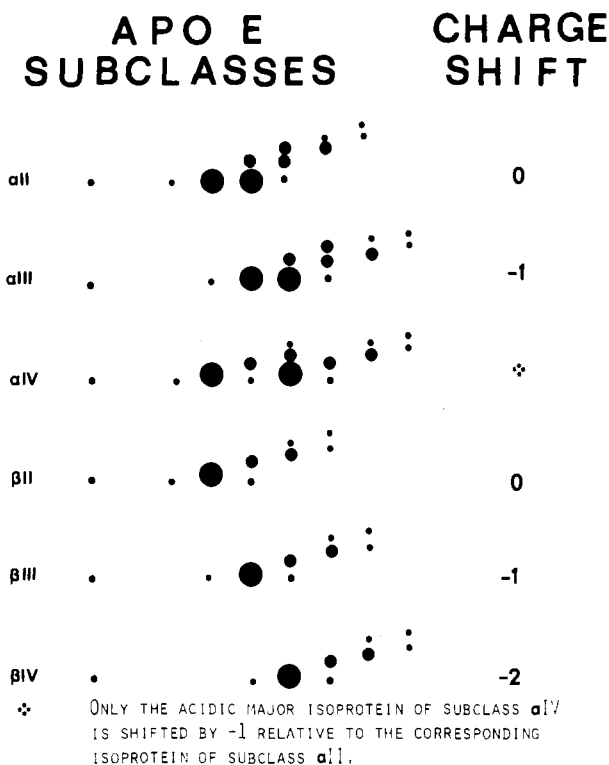 APO E CHARGE
SUBCLASSES SHIFT
αII 0
αIII -1
αIV ⁘
βII 0
βIII -1
βIV -2
⁘ ONLY THE ACIDIC MAJOR ISOPROTEIN OF SUBCLASS αIV
IS SHIFTED BY -1 RELATIVE TO THE CORRESPONDING
ISOPROTEIN OF SUBCLASS αII.